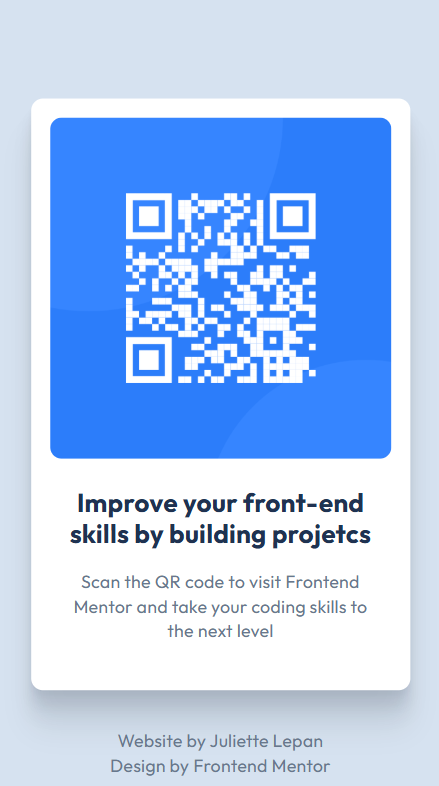 Improve your front-end
skills by building projetcs
Scan the QR code to visit Frontend
Mentor and take your coding skills to
the next level
Website by Juliette Lepan
Design by Frontend Mentor